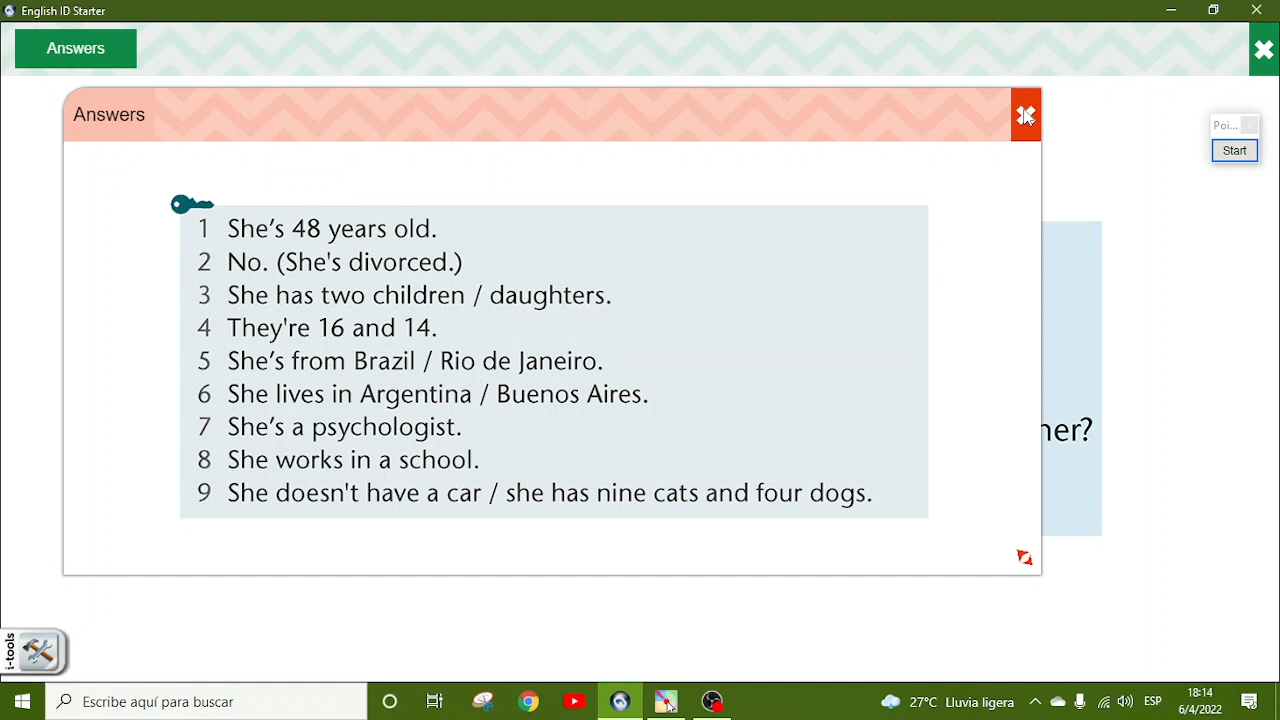 English ID Starter
Answers
Answers
Poi...
Start
1 She's 48 years old.
2 No. (She's divorced.)
3 She has two children / daughters.
4 They're 16 and 14.
5 She's from Brazil / Rio de Janeiro.
6 She lives in Argentina / Buenos Aires.
7 She's a psychologist.
8 She works in a school.
9 She doesn't have a car / she has nine cats and four dogs.
her?
i-tools
Escribe aquí para buscar
27°C Lluvia ligera
ESP
18:14
6/4/2022